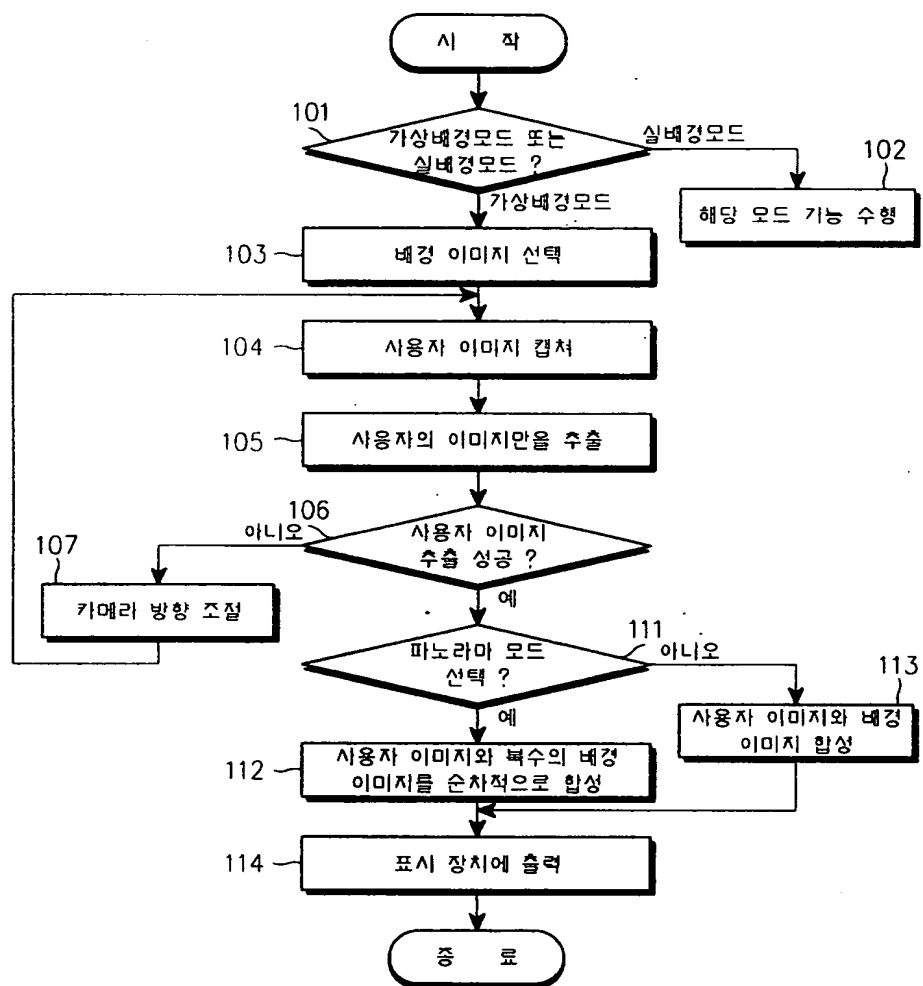 시 작
101
가상배경모드 또는
실배경모드 ?
실배경모드
102
해당 모드 기능 수행
가상배경모드
103
배경 이미지 선택
104
사용자 이미지 캡쳐
105
사용자의 이미지만을 추출
106
사용자 이미지
추출 성공 ?
아니오
107
카메라 방향 조절
예
111
파노라마 모드
선택 ?
아니오
113
사용자 이미지와 배경
이미지 합성
예
112
사용자 이미지와 복수의 배경
이미지를 순차적으로 합성
114
표시 장치에 출력
종 료